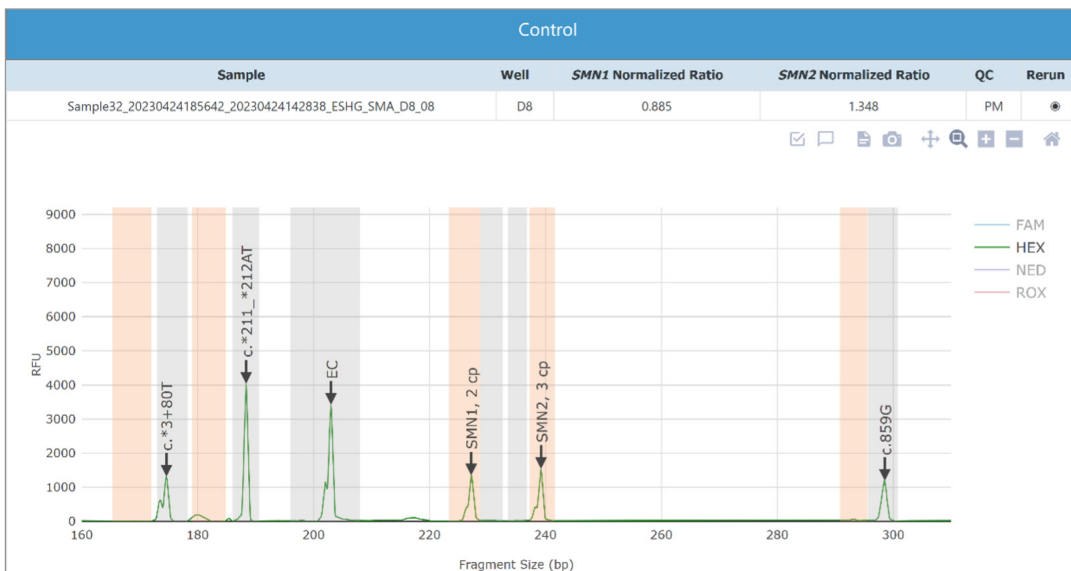 Control
Sample Well SMN1 Normalized Ratio SMN2 Normalized Ratio QC Rerun
Sample32_20230424185642_20230424142838_ESHG_SMA_D8_08 D8 0.885 1.348 PM
9000
8000
7000
6000
5000
4000
3000
2000
1000
0
RFU
c.*3+80T
c.*211_*212AT
EC
SMN1, 2 cp
SMN2, 3 cp
c.859G
FAM
HEX
NED
ROX
160 180 200 220 240 260 280 300
Fragment Size (bp)